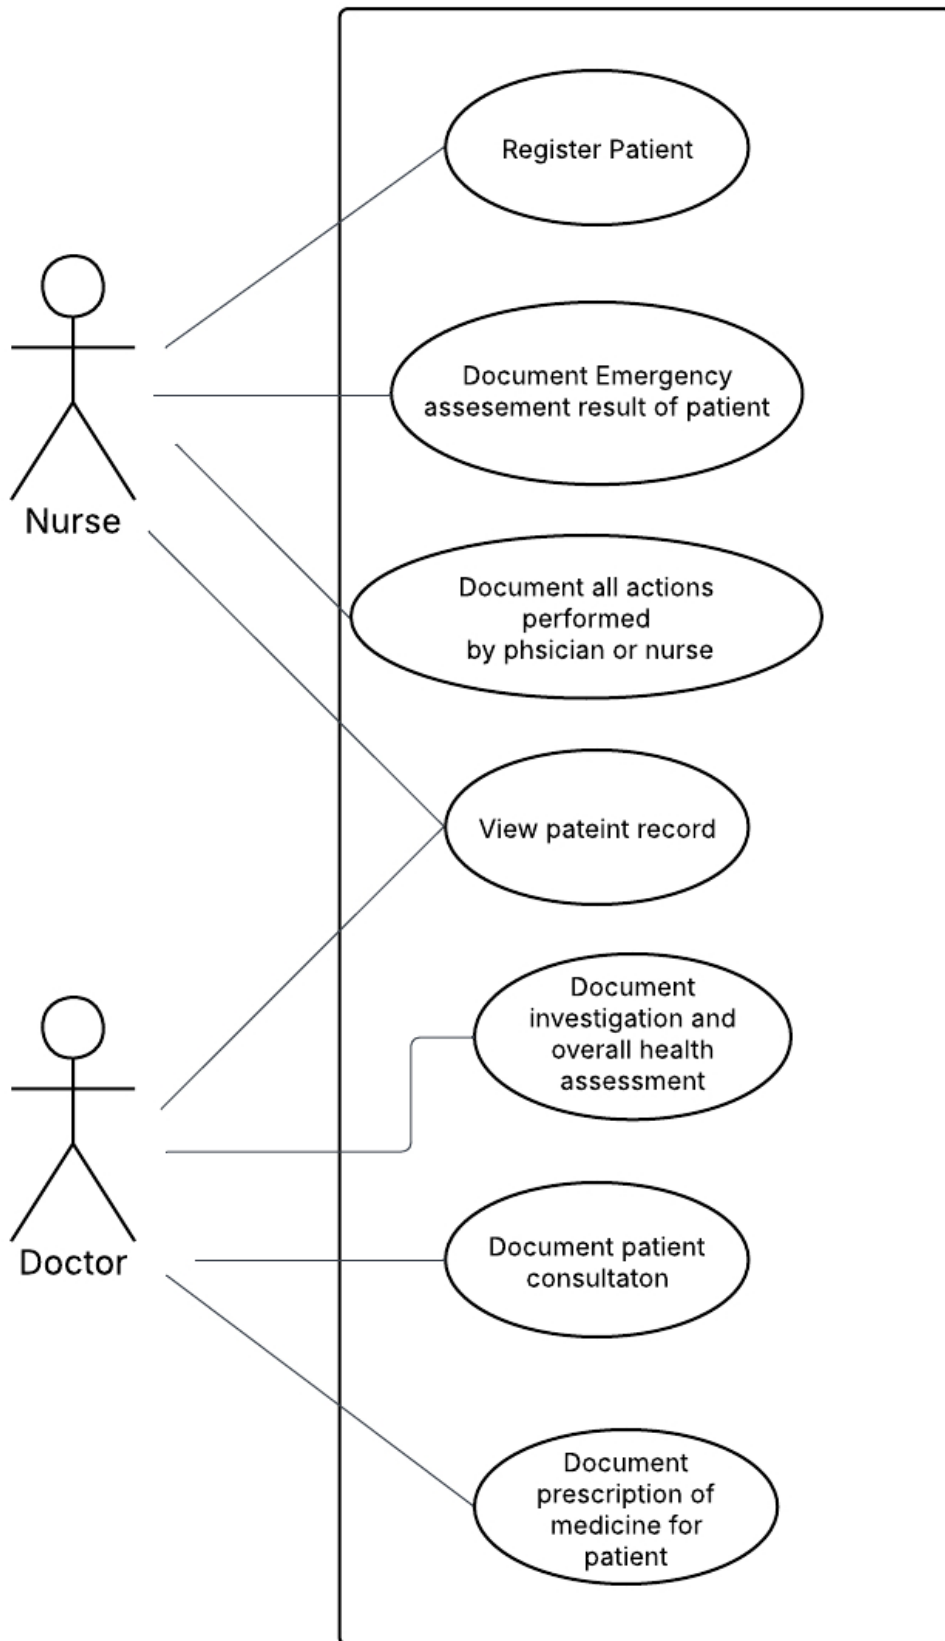 Register Patient
Document Emergency
assesement result of patient
Nurse
Document all actions
performed
by phsician or nurse
View pateint record
Document
investigation and
overall health
assessment
Doctor
Document patient
consultaton
Document
prescription of
medicine for
patient